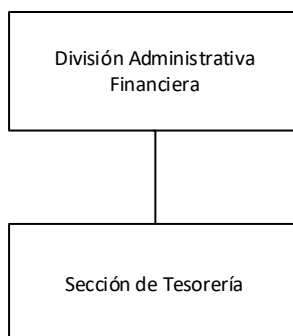 División Administrativa
Financiera
Sección de Tesorería